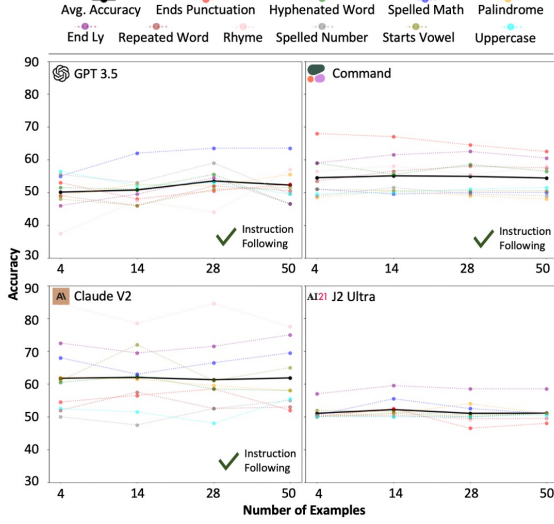 Avg. Accuracy Ends Punctuation Hyphened Word Spelled Math Palindrome
End Ly Repeated Word Rhyme Spelled Number Starts Vowel Uppercase
GPT 3.5
90
80
70
60
50
40
30
4 14 28 50
Instruction
Following
Command
4 14 28 50
Instruction
Following
Accuracy
A\ Claude V2
90
80
70
60
50
40
30
4 14 28 50
Instruction
Following
AI21 J2 Ultra
4 14 28 50
Number of Examples